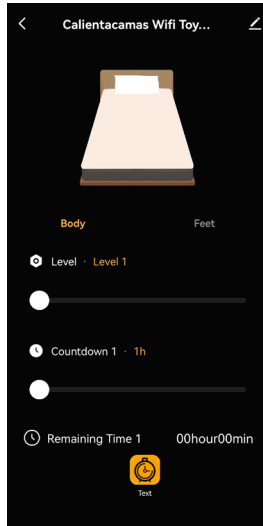 Calientacamas Wifi Toy...
Body Feet
Level · Level 1
Countdown 1 · 1h
Remaining Time 1 00hour00min
Text